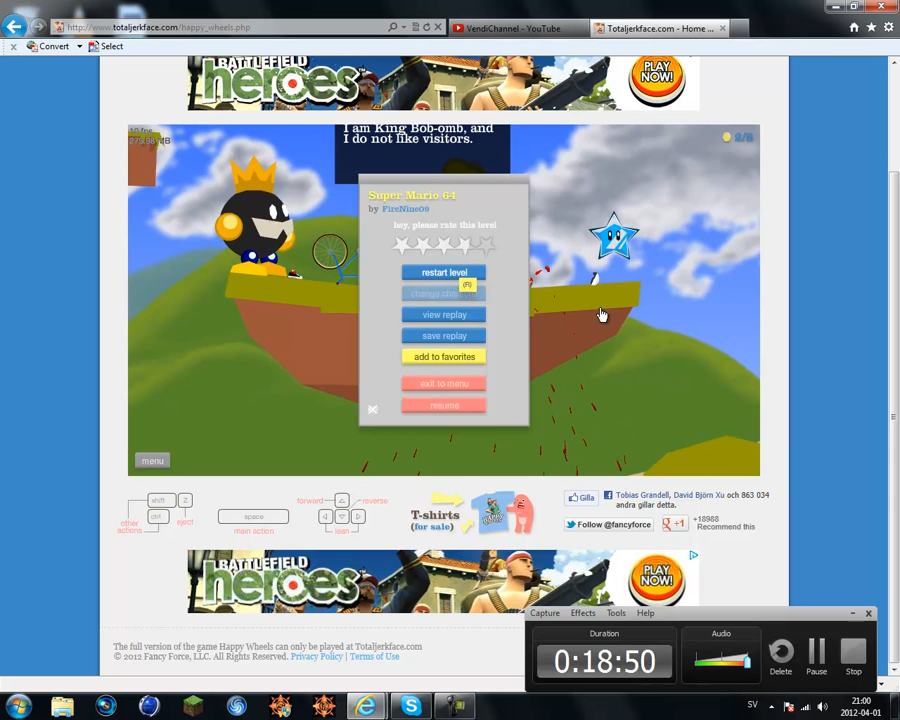 http://www.totaljerkface.com/happy_wheels.php
VendiChannel - YouTube
Totaljerkface.com - Home ...
Convert
Select
BATTLEFIELD
heroes
PLAY
NOW!
I am King Bob-omb, and
I do not like visitors.
Super Mario 64
by FireNine09
hey, please rate this level
restart level
(R)
view replay
save replay
add to favorites
exit to menu
resume
menu
shift
Z
ctrl
other
actions
eject
space
main action
forward
reverse
lean
T-shirts
(for sale)
Gilla
Tobias Grandell, David Björn Xu och 863 034
andra gillar detta.
Follow @fancyforce
+1
+18988
Recommend this
BATTLEFIELD
heroes
PLAY
NOW!
The full version of the game Happy Wheels can only be played at Totaljerkface.com
© 2012 Fancy Force, LLC. All Rights Reserved. Privacy Policy | Terms of Use
Capture
Effects
Tools
Help
Duration
0:18:50
Audio
Delete
Pause
Stop
SV
21:00
2012-04-01